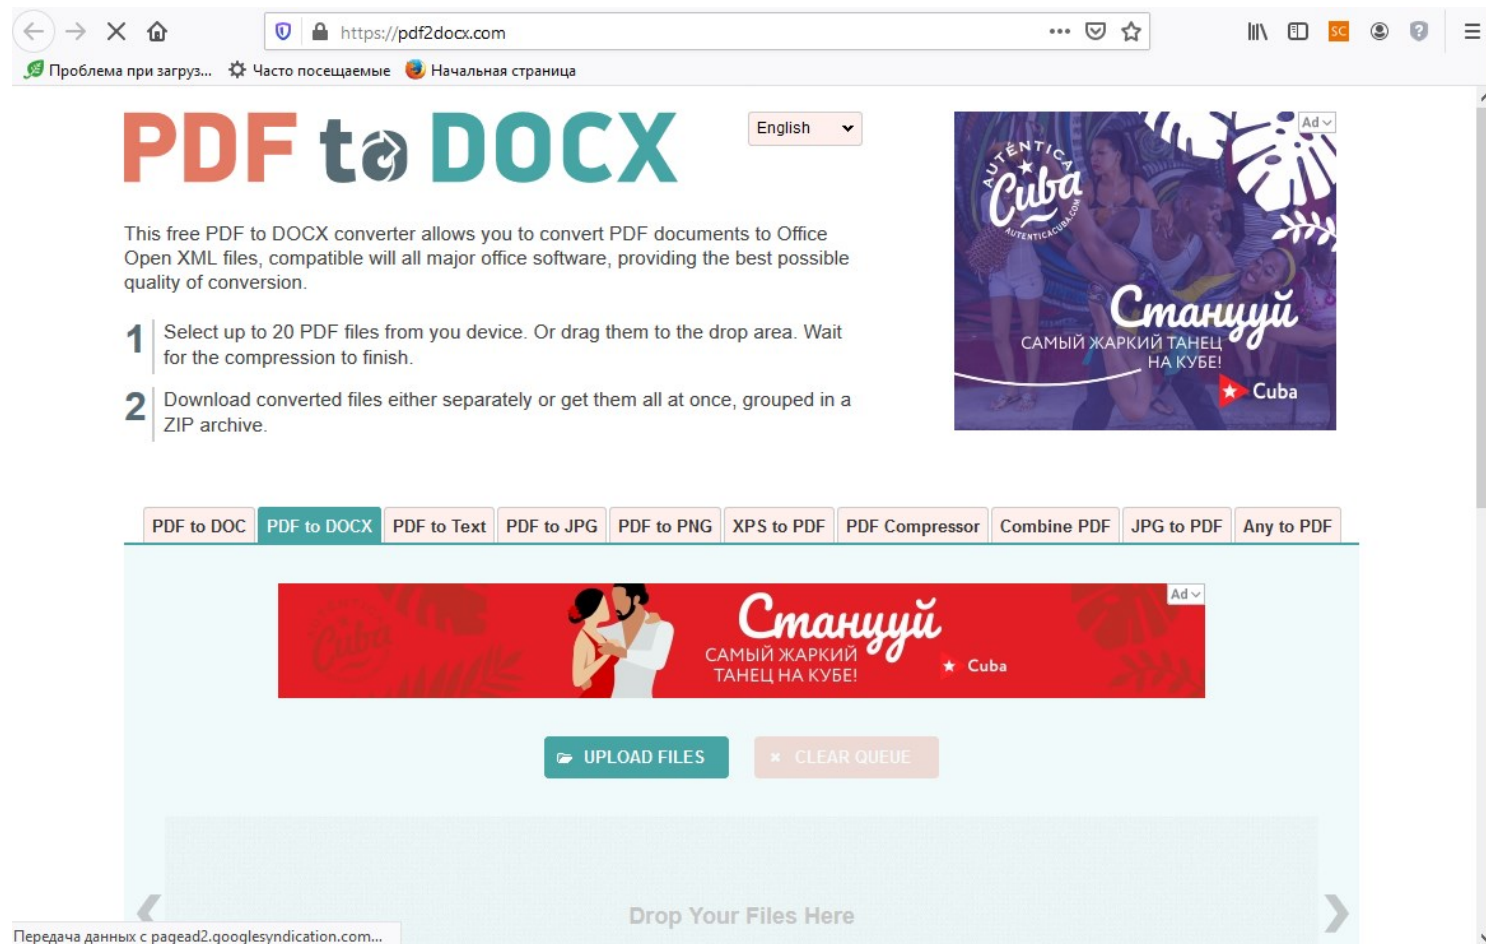 https://pdf2docx.com
SC
Проблема при загруз... Часто посещаемые Начальная страница
PDF to DOCX
English
This free PDF to DOCX converter allows you to convert PDF documents to Office
Open XML files, compatible will all major office software, providing the best possible
quality of conversion.
1 Select up to 20 PDF files from you device. Or drag them to the drop area. Wait
for the compression to finish.
2 Download converted files either separately or get them all at once, grouped in a
ZIP archive.
Ad
AUTÉNTICA
Cuba
AUTENTICACUBA.COM
Станцуй
САМЫЙ ЖАРКИЙ ТАНЕЦ
НА КУБЕ!
Cuba
PDF to DOC PDF to DOCX PDF to Text PDF to JPG PDF to PNG XPS to PDF PDF Compressor Combine PDF JPG to PDF Any to PDF
Ad
Cuba
Станцуй
САМЫЙ ЖАРКИЙ
ТАНЕЦ НА КУБЕ!
Cuba
UPLOAD FILES CLEAR QUEUE
Drop Your Files Here
Передача данных с pagead2.googlesyndication.com...